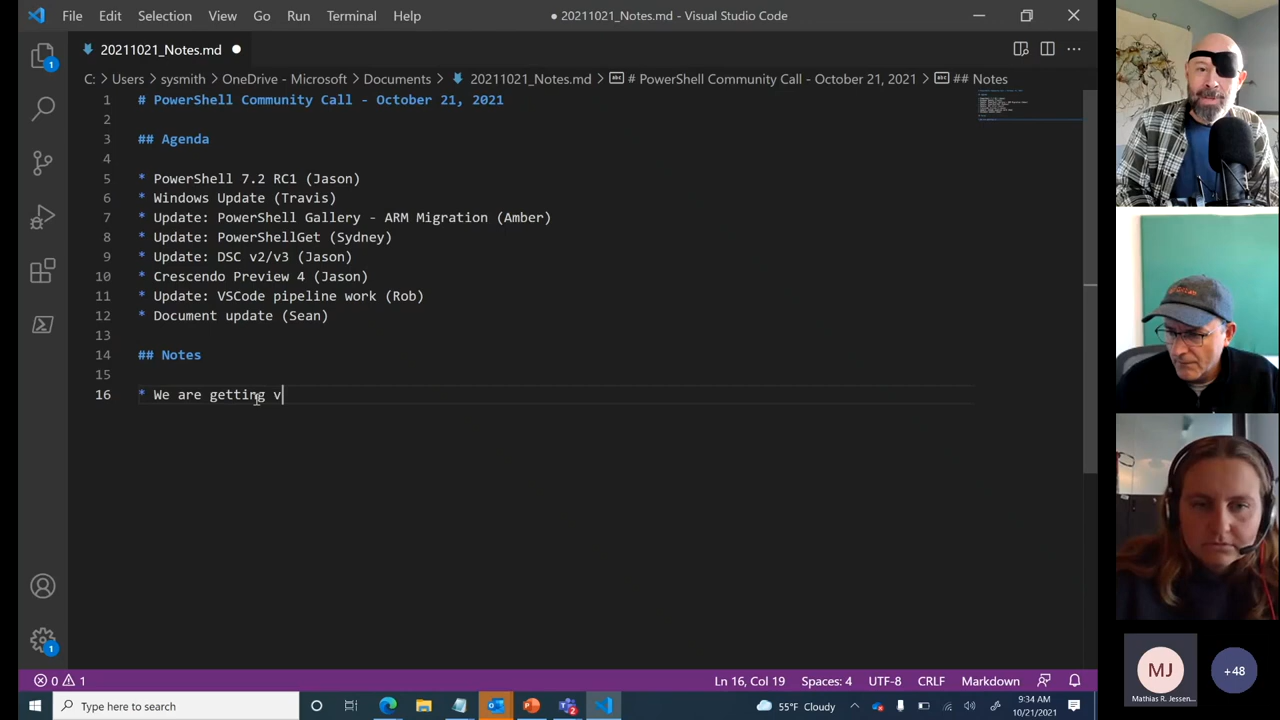 File Edit Selection View Go Run Terminal Help
● 20211021_Notes.md - Visual Studio Code
20211021_Notes.md ●
1
C: > Users > sysmith > OneDrive - Microsoft > Documents > 20211021_Notes.md > # PowerShell Community Call - October 21, 2021 > ## Notes
1 # PowerShell Community Call - October 21, 2021
2
3 ## Agenda
4
5 * PowerShell 7.2 RC1 (Jason)
6 * Windows Update (Travis)
7 * Update: PowerShell Gallery - ARM Migration (Amber)
8 * Update: PowerShellGet (Sydney)
9 * Update: DSC v2/v3 (Jason)
10 * Crescendo Preview 4 (Jason)
11 * Update: VSCode pipeline work (Rob)
12 * Document update (Sean)
13
14 ## Notes
15
16 * We are getting v
1
0 1 Ln 16, Col 19 Spaces: 4 UTF-8 CRLF Markdown
Type here to search
55°F Cloudy
9:34 AM
10/21/2021
MJ
Mathias R. Jessen...
+48